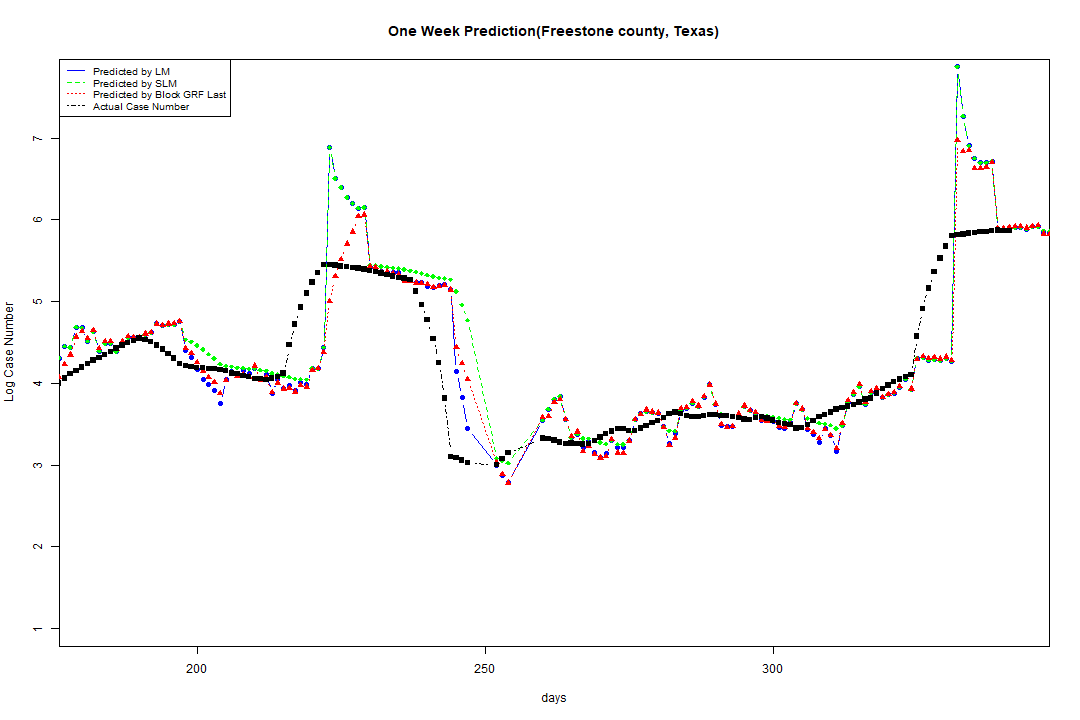 One Week Prediction(Freestone county, Texas)
Predicted by LM
Predicted by SLM
Predicted by Block GRF Last
Actual Case Number
Log Case Number
7
6
5
4
3
2
1
200 250 300
days